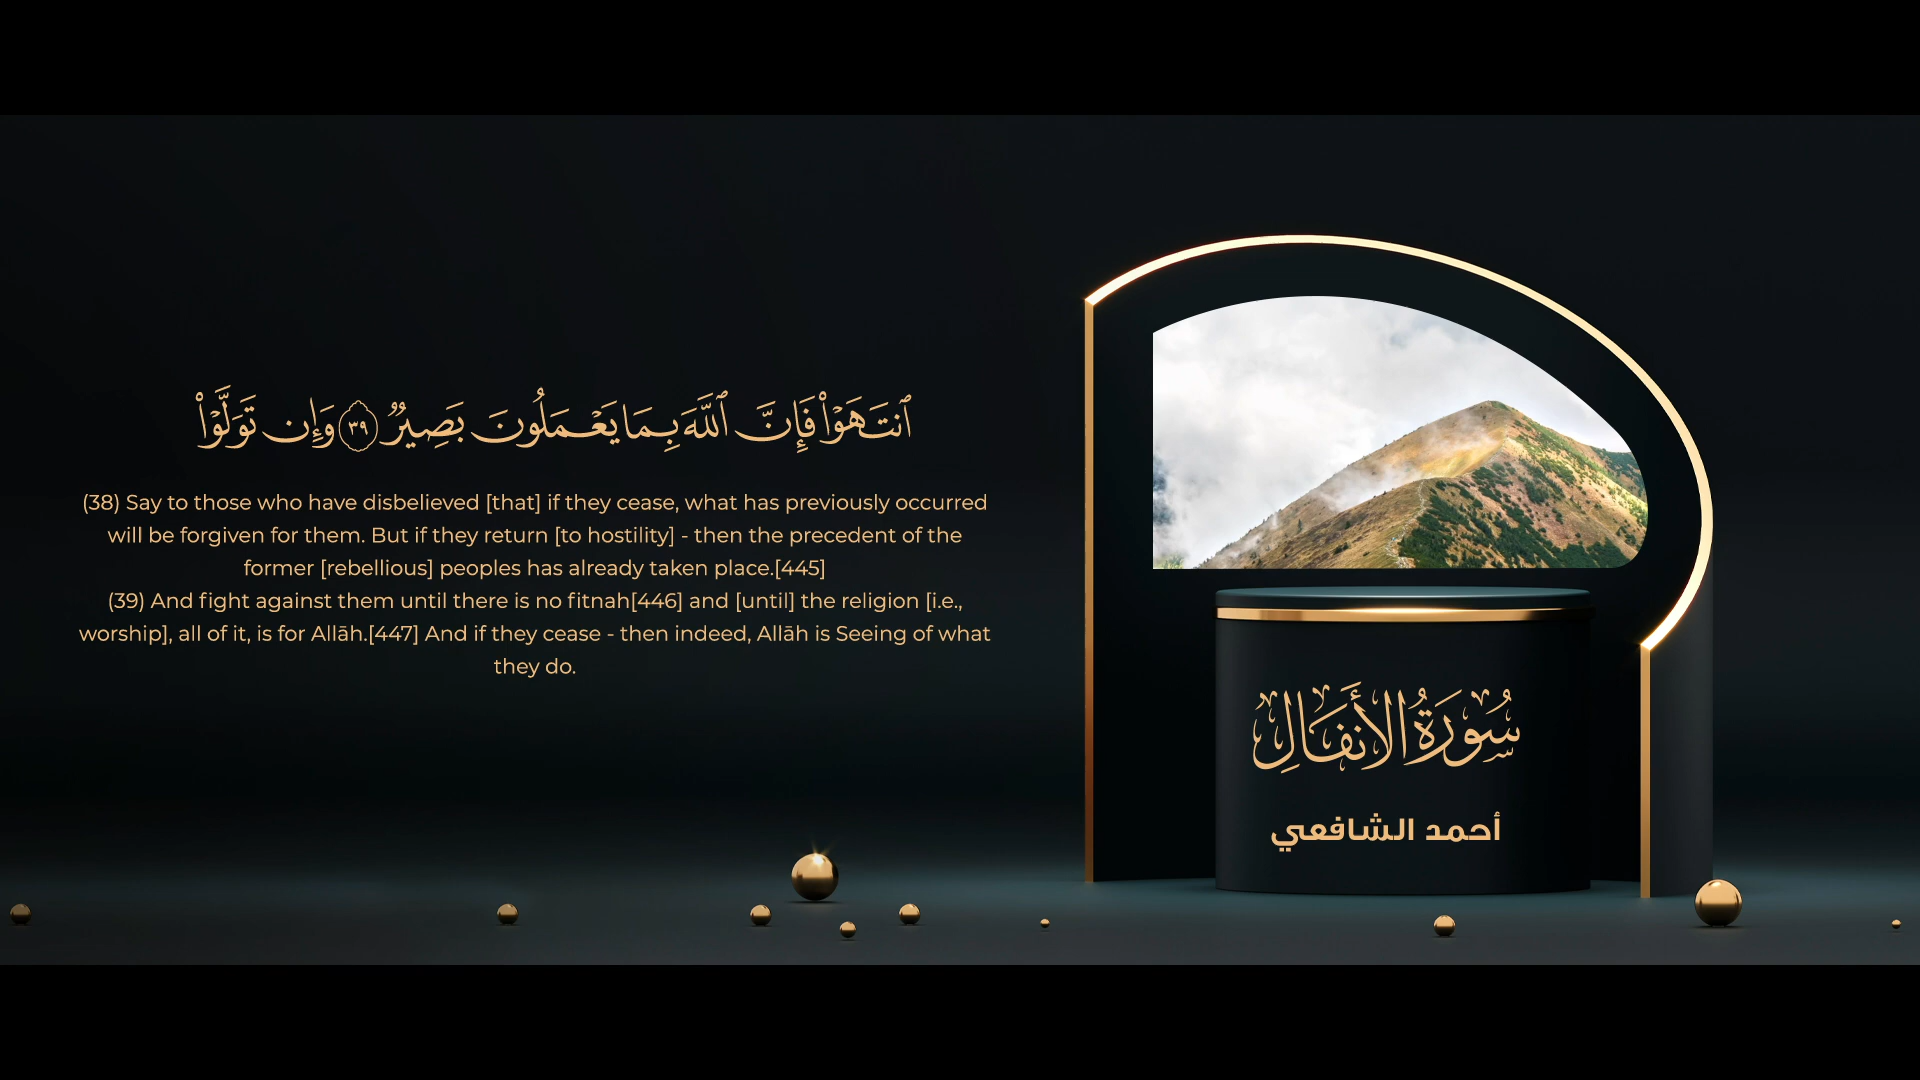 ٱنتَهَوْا۟ فَإِنَّ ٱللَّهَ بِمَا يَعْمَلُونَ بَصِيرٌ ٣٩ وَإِن تَوَلَّوْا۟
(38) Say to those who have disbelieved [that] if they cease, what has previously occurred
will be forgiven for them. But if they return [to hostility] - then the precedent of the
former [rebellious] peoples has already taken place.[445]
(39) And fight against them until there is no fitnah[446] and [until] the religion [i.e.,
worship], all of it, is for Allāh.[447] And if they cease - then indeed, Allāh is Seeing of what
they do.
سُورَةُ الأَنفَالِ
أحمد الشافعي